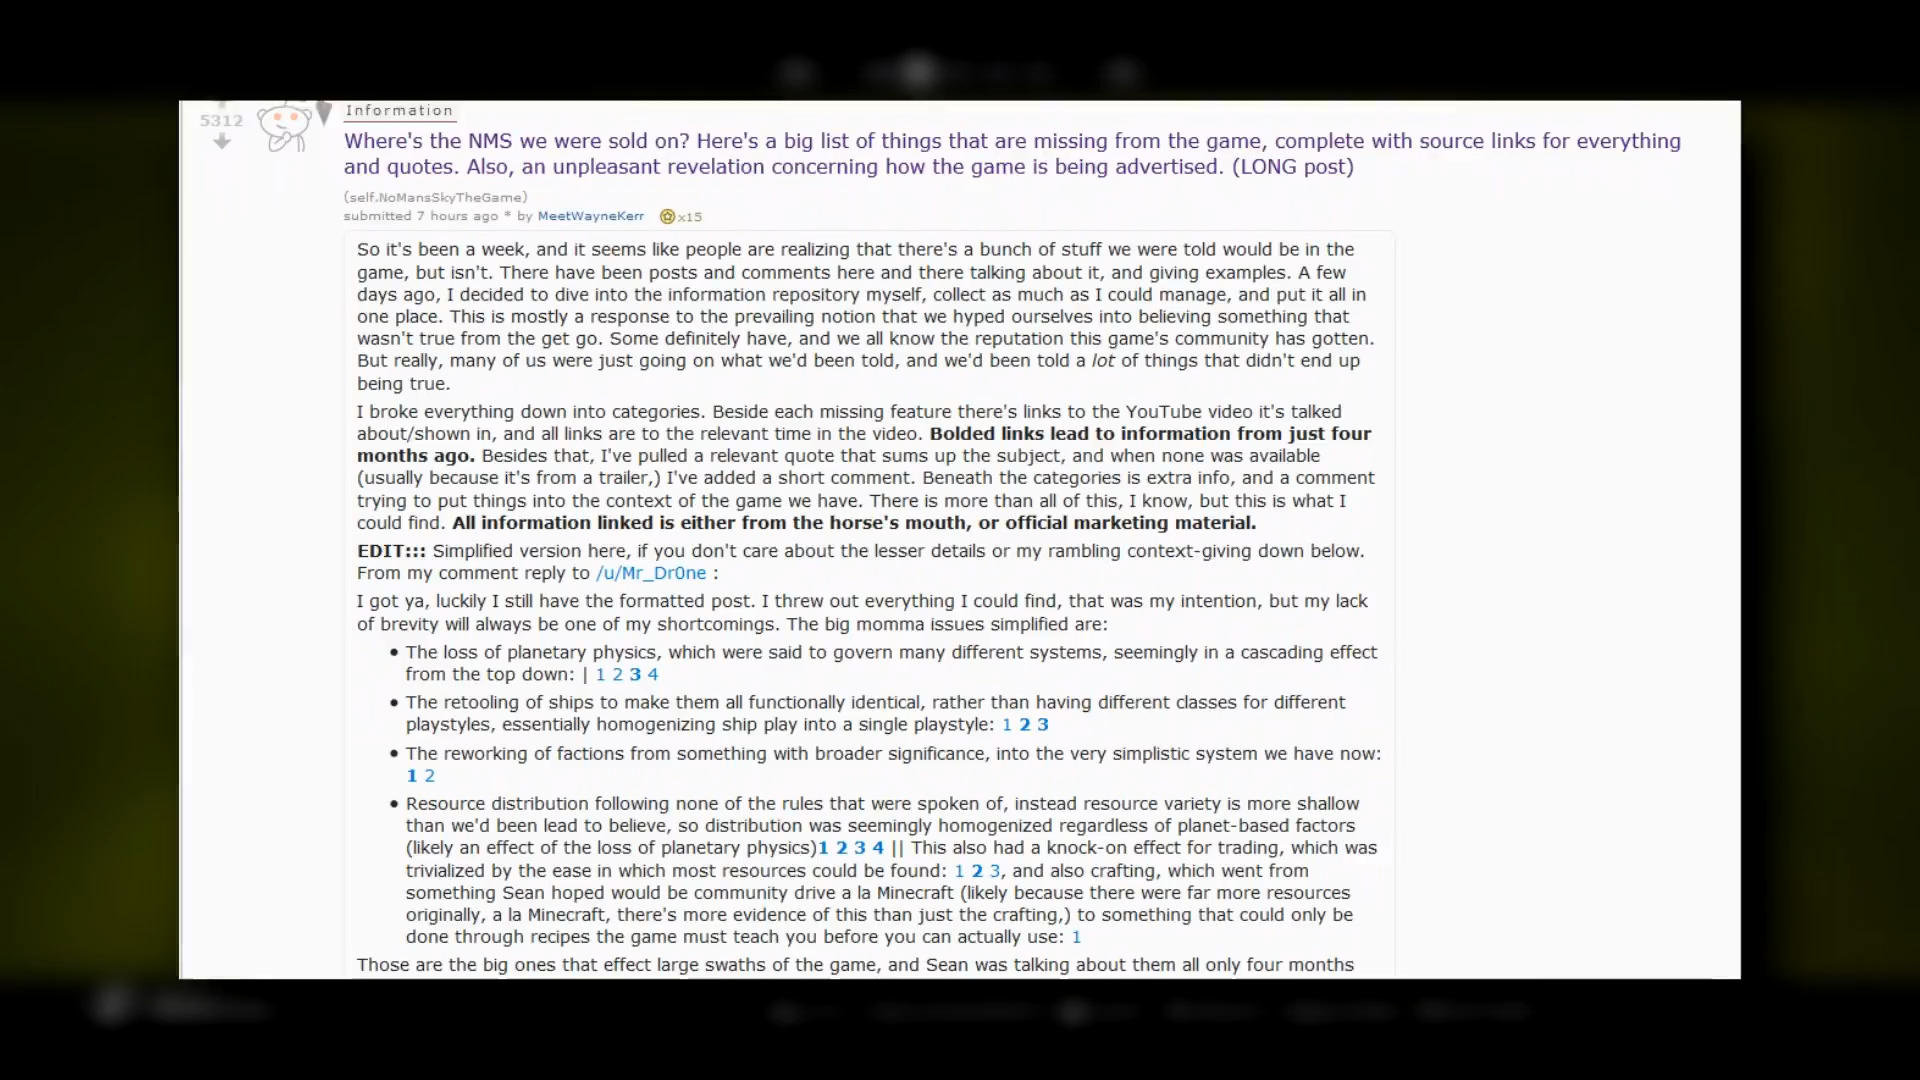 5312
Information
Where's the NMS we were sold on? Here's a big list of things that are missing from the game, complete with source links for everything
and quotes. Also, an unpleasant revelation concerning how the game is being advertised. (LONG post)
(self.NoMansSkyTheGame)
submitted 7 hours ago * by MeetWayneKerr x15
So it's been a week, and it seems like people are realizing that there's a bunch of stuff we were told would be in the
game, but isn't. There have been posts and comments here and there talking about it, and giving examples. A few
days ago, I decided to dive into the information repository myself, collect as much as I could manage, and put it all in
one place. This is mostly a response to the prevailing notion that we hyped ourselves into believing something that
wasn't true from the get go. Some definitely have, and we all know the reputation this game's community has gotten.
But really, many of us were just going on what we'd been told, and we'd been told a lot of things that didn't end up
being true.
I broke everything down into categories. Beside each missing feature there's links to the YouTube video it's talked
about/shown in, and all links are to the relevant time in the video. Bolded links lead to information from just four
months ago. Besides that, I've pulled a relevant quote that sums up the subject, and when none was available
(usually because it's from a trailer,) I've added a short comment. Beneath the categories is extra info, and a comment
trying to put things into the context of the game we have. There is more than all of this, I know, but this is what I
could find. All information linked is either from the horse's mouth, or official marketing material.
EDIT::: Simplified version here, if you don't care about the lesser details or my rambling context-giving down below.
From my comment reply to /u/Mr_Dr0ne :
I got ya, luckily I still have the formatted post. I threw out everything I could find, that was my intention, but my lack
of brevity will always be one of my shortcomings. The big momma issues simplified are:
• The loss of planetary physics, which were said to govern many different systems, seemingly in a cascading effect
from the top down: | 1 2 3 4
• The retooling of ships to make them all functionally identical, rather than having different classes for different
playstyles, essentially homogenizing ship play into a single playstyle: 1 2 3
• The reworking of factions from something with broader significance, into the very simplistic system we have now:
1 2
• Resource distribution following none of the rules that were spoken of, instead resource variety is more shallow
than we'd been lead to believe, so distribution was seemingly homogenized regardless of planet-based factors
(likely an effect of the loss of planetary physics)1 2 3 4 || This also had a knock-on effect for trading, which was
trivialized by the ease in which most resources could be found: 1 2 3, and also crafting, which went from
something Sean hoped would be community drive a la Minecraft (likely because there were far more resources
originally, a la Minecraft, there's more evidence of this than just the crafting,) to something that could only be
done through recipes the game must teach you before you can actually use: 1
Those are the big ones that effect large swaths of the game, and Sean was talking about them all only four months